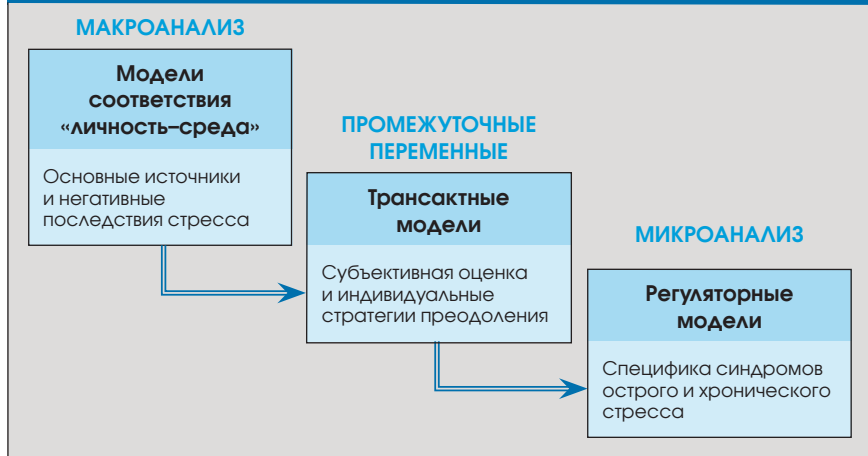 МАКРОАНАЛИЗ
Модели
соответствия
«личность–среда»
Основные источники
и негативные
последствия стресса
ПРОМЕЖУТОЧНЫЕ
ПЕРЕМЕННЫЕ
Трансактные
модели
Субъективная оценка
и индивидуальные
стратегии преодоления
МИКРОАНАЛИЗ
Регуляторные
модели
Специфика синдромов
острого и хронического
стресса